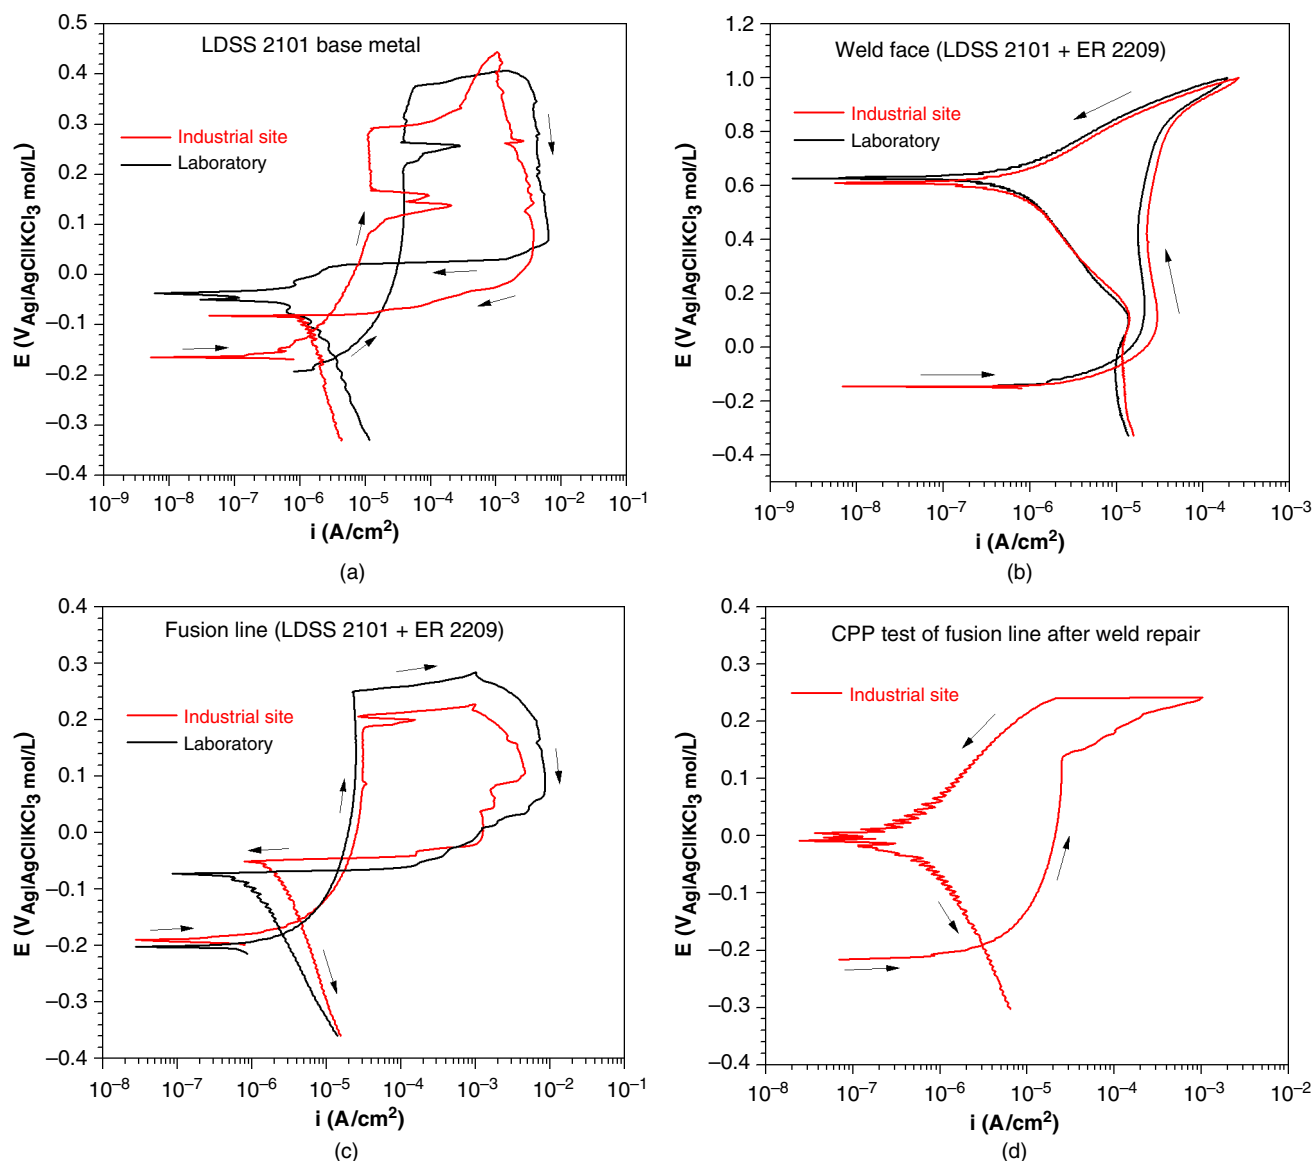 (a)
LDSS 2101 base metal
Industrial site
Laboratory
E (V Ag|AgCl|KCl3 mol/L)
0.5
0.4
0.3
0.2
0.1
0.0
–0.1
–0.2
–0.3
–0.4
10–9 10–8 10–7 10–6 10–5 10–4 10–3 10–2 10–1
i (A/cm2)
(a)
Weld face (LDSS 2101 + ER 2209)
Industrial site
Laboratory
E (V Ag|AgCl|KCl3 mol/L)
1.2
1.0
0.8
0.6
0.4
0.2
0.0
–0.2
–0.4
10–9 10–8 10–7 10–6 10–5 10–4 10–3
i (A/cm2)
(b)
Fusion line (LDSS 2101 + ER 2209)
Industrial site
Laboratory
E (V Ag|AgCl|KCl3 mol/L)
0.4
0.3
0.2
0.1
0.0
–0.1
–0.2
–0.3
–0.4
10–8 10–7 10–6 10–5 10–4 10–3 10–2 10–1
i (A/cm2)
(c)
CPP test of fusion line after weld repair
Industrial site
E (V Ag|AgCl|KCl3 mol/L)
0.4
0.3
0.2
0.1
0.0
–0.1
–0.2
–0.3
–0.4
10–8 10–7 10–6 10–5 10–4 10–3 10–2
i (A/cm2)
(d)